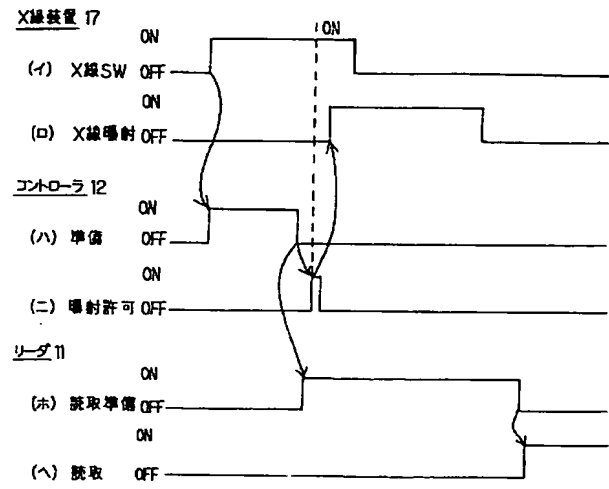 X線装置 17
ON
ON
(イ) X線SW OFF
ON
(ロ) X線曝射 OFF
コントローラ 12
ON
(ハ) 準備 OFF
ON
(ニ) 曝射許可 OFF
リーダ 11
ON
(ホ) 読取準備 OFF
ON
(ヘ) 読取 OFF